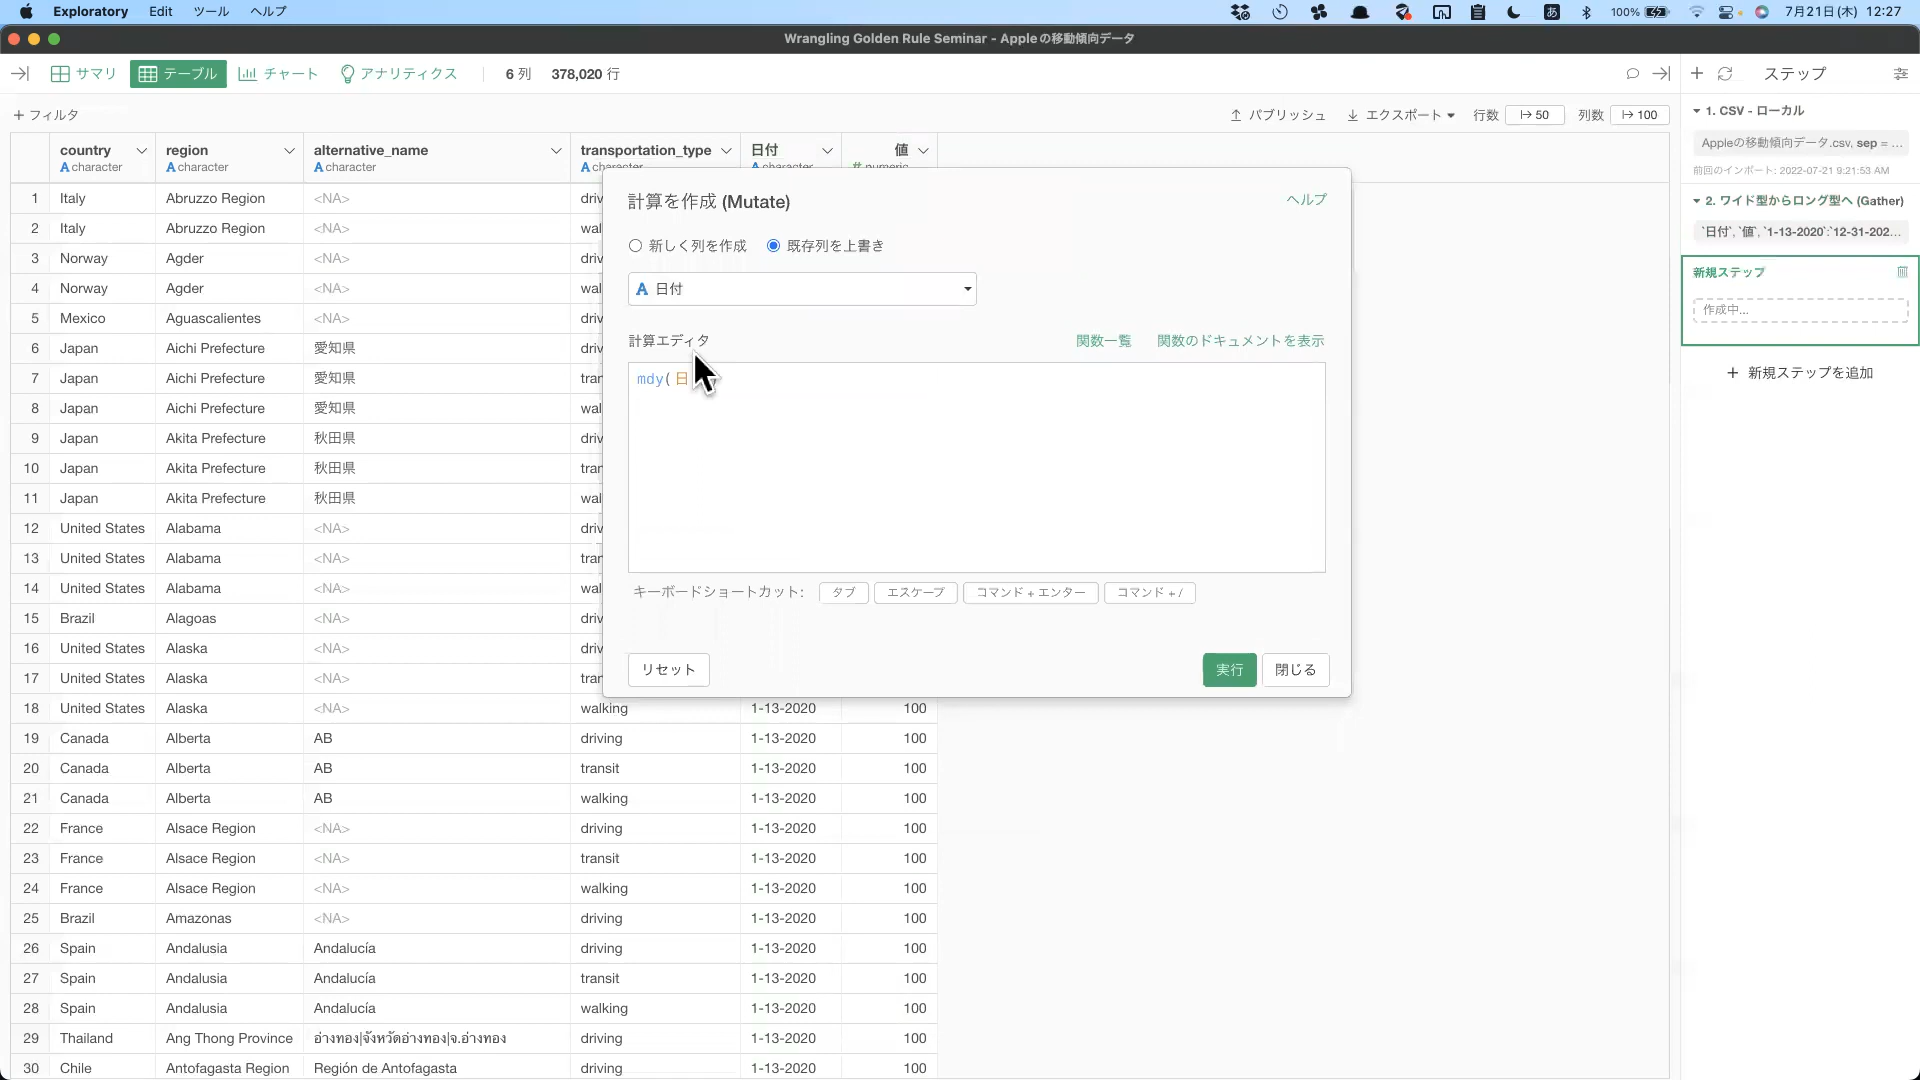 Exploratory Edit ツール ヘルプ 100% 7月21日(木) 12:27
Wrangling Golden Rule Seminar - Appleの移動傾向データ
サマリ テーブル チャート アナリティクス 6 列 378,020 行 ステップ
+ フィルタ パブリッシュ エクスポート 行数 50 列数 100
country region alternative_name transportation_type 日付 値
A character A character A character A character A character # numeric
1 Italy Abruzzo Region <NA> driv
2 Italy Abruzzo Region <NA> wal
3 Norway Agder <NA> driv
4 Norway Agder <NA> wal
5 Mexico Aguascalientes <NA> driv
6 Japan Aichi Prefecture 愛知県 driv
7 Japan Aichi Prefecture 愛知県 tran
8 Japan Aichi Prefecture 愛知県 wal
9 Japan Akita Prefecture 秋田県 driv
10 Japan Akita Prefecture 秋田県 tran
11 Japan Akita Prefecture 秋田県 wal
12 United States Alabama <NA> driv
13 United States Alabama <NA> tran
14 United States Alabama <NA> wal
15 Brazil Alagoas <NA> driv
16 United States Alaska <NA> driv
17 United States Alaska <NA> tran
18 United States Alaska <NA> walking 1-13-2020 100
19 Canada Alberta AB driving 1-13-2020 100
20 Canada Alberta AB transit 1-13-2020 100
21 Canada Alberta AB walking 1-13-2020 100
22 France Alsace Region <NA> driving 1-13-2020 100
23 France Alsace Region <NA> transit 1-13-2020 100
24 France Alsace Region <NA> walking 1-13-2020 100
25 Brazil Amazonas <NA> driving 1-13-2020 100
26 Spain Andalusia Andalucía driving 1-13-2020 100
27 Spain Andalusia Andalucía transit 1-13-2020 100
28 Spain Andalusia Andalucía walking 1-13-2020 100
29 Thailand Ang Thong Province อ่างทอง|จังหวัดอ่างทอง|จ.อ่างทอง driving 1-13-2020 100
30 Chile Antofagasta Region Región de Antofagasta driving 1-13-2020 100
計算を作成 (Mutate) ヘルプ
新しく列を作成 既存列を上書き
A 日付
計算エディタ 関数一覧 関数のドキュメントを表示
mdy(日
キーボードショートカット: タブ エスケープ コマンド + エンター コマンド + /
リセット 実行 閉じる
1. CSV - ローカル
Appleの移動傾向データ.csv, sep = ...
前回のインポート: 2022-07-21 9:21:53 AM
2. ワイド型からロング型へ (Gather)
`日付`, `値`, `1-13-2020`:`12-31-202...
新規ステップ
作成中...
+ 新規ステップを追加